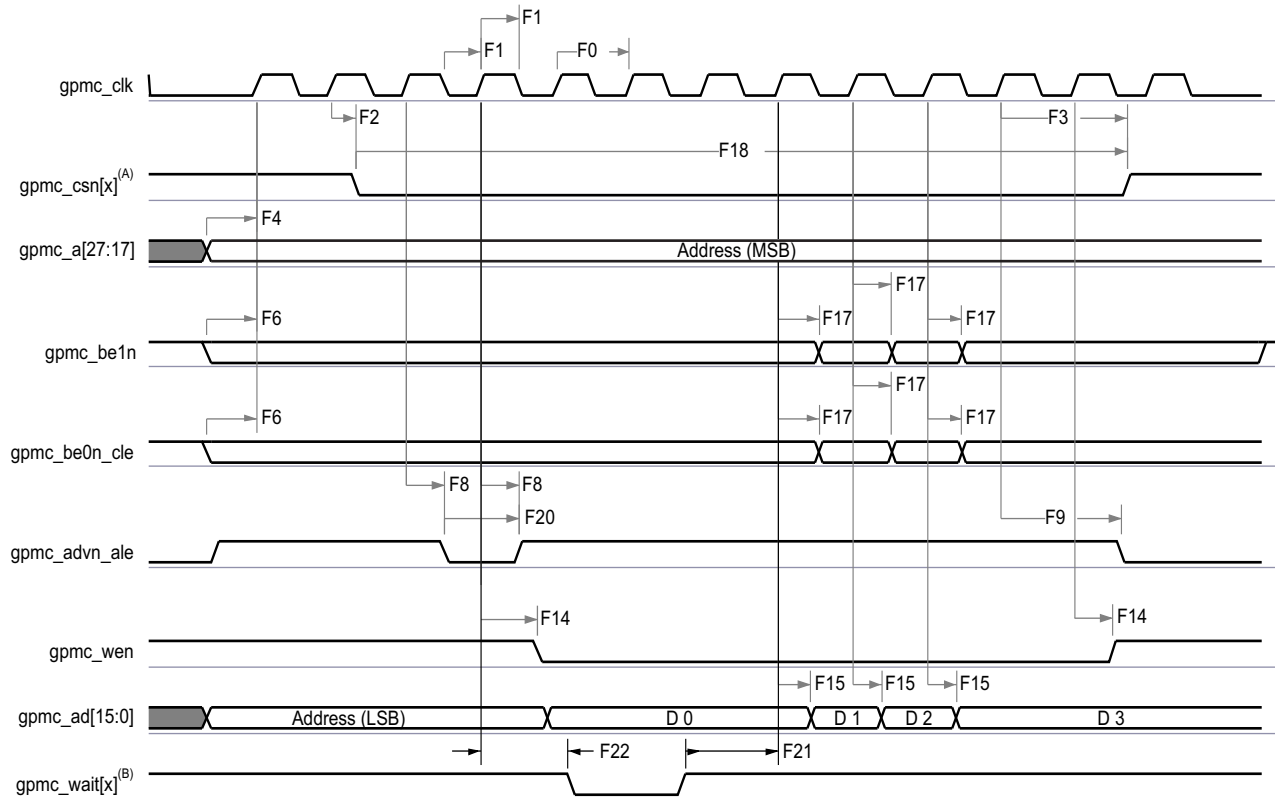 F1
F1 F0
gpmc_clk
F2 F3
F18
gpmc_csn[x](A)
F4
gpmc_a[27:17] Address (MSB)
F17
F6 F17 F17
gpmc_be1n
F17
F6 F17 F17
gpmc_be0n_cle
F8 F8
F20 F9
gpmc_advn_ale
F14 F14
gpmc_wen
F15 F15 F15
gpmc_ad[15:0] Address (LSB) D 0 D 1 D 2 D 3
F22 F21
gpmc_wait[x](B)